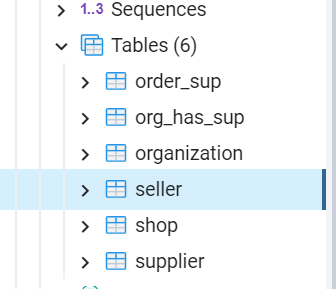 1..3 Sequences
Tables (6)
order_sup
org_has_sup
organization
seller
shop
supplier